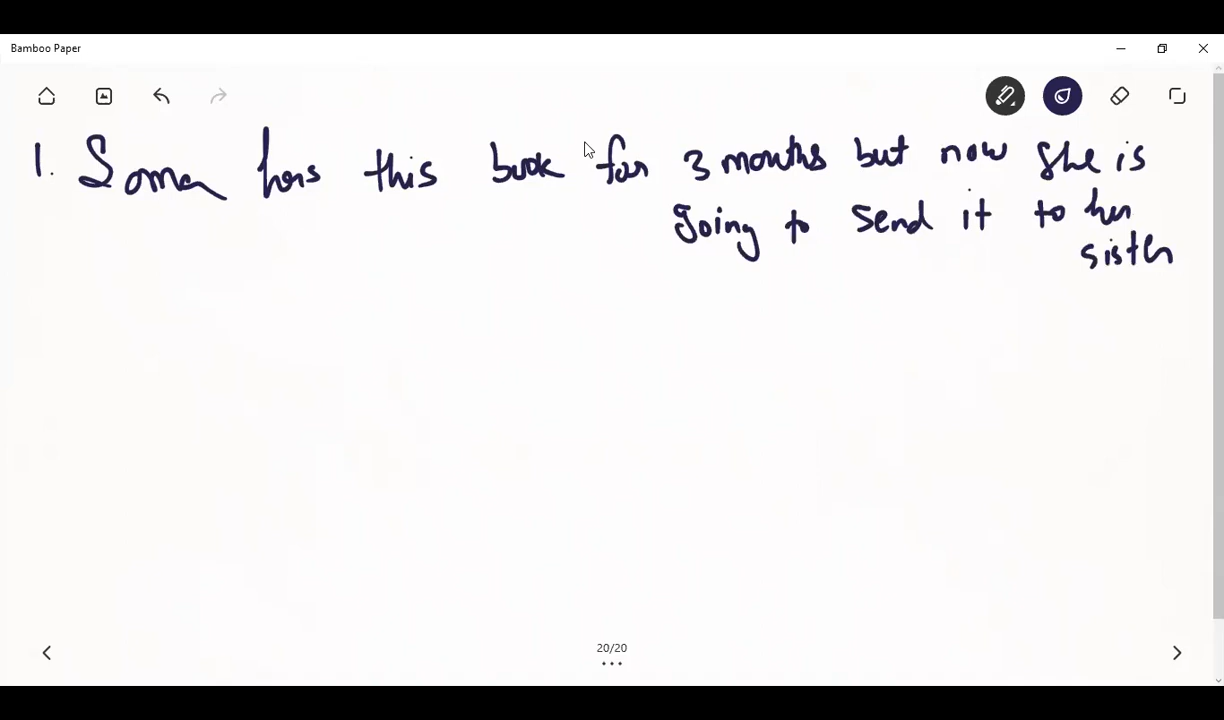 Bamboo Paper
1. Soma has this book for 3 months but now she is
going to send it to her
sister
20/20